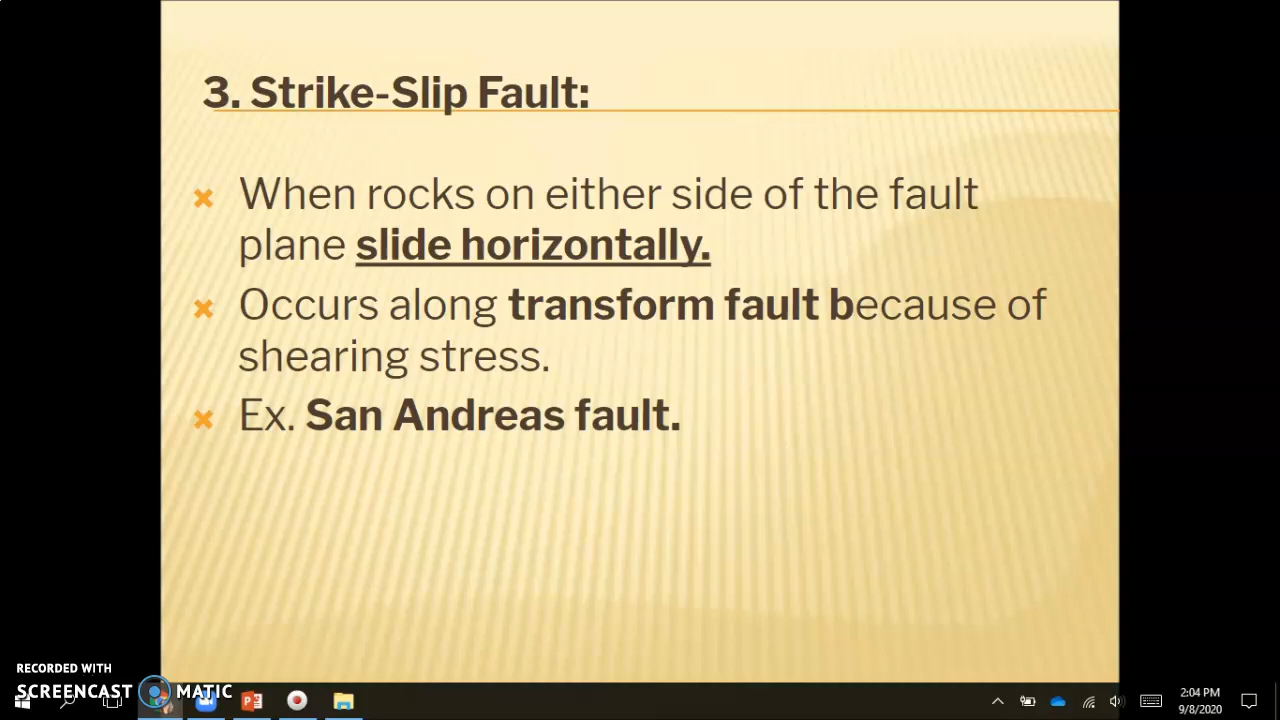 3. Strike-Slip Fault:
When rocks on either side of the fault
plane slide horizontally.
Occurs along transform fault because of
shearing stress.
Ex. San Andreas fault.
RECORDED WITH
SCREENCAST MATIC
2:04 PM
9/8/2020